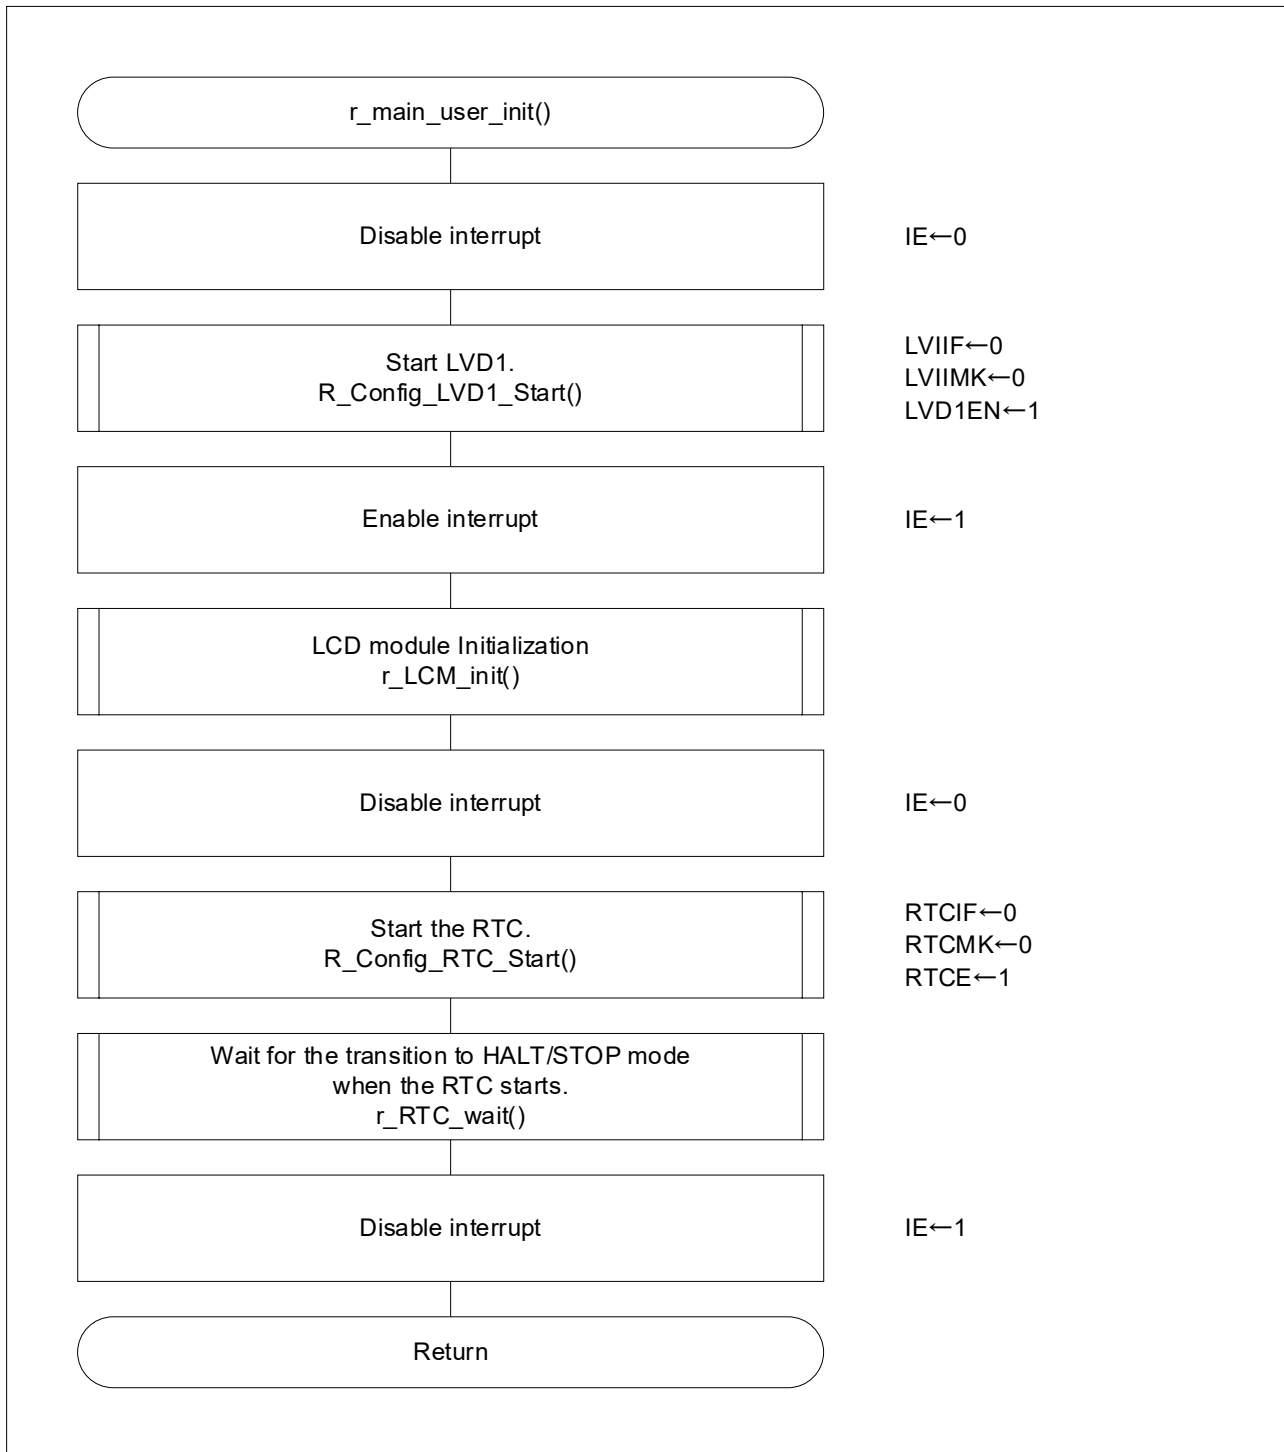 r_main_user_init()
Disable interrupt
IE←0
Start LVD1.
R_Config_LVD1_Start()
LVIIF←0
LVIIMK←0
LVD1EN←1
Enable interrupt
IE←1
LCD module Initialization
r_LCM_init()
Disable interrupt
IE←0
Start the RTC.
R_Config_RTC_Start()
RTCIF←0
RTCMK←0
RTCE←1
Wait for the transition to HALT/STOP mode
when the RTC starts.
r_RTC_wait()
Disable interrupt
IE←1
Return